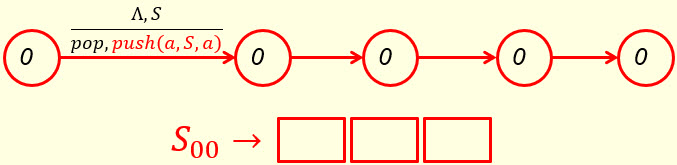 Λ, S
pop, push(a, S, a)
0 0 0 0 0
S₀₀ →